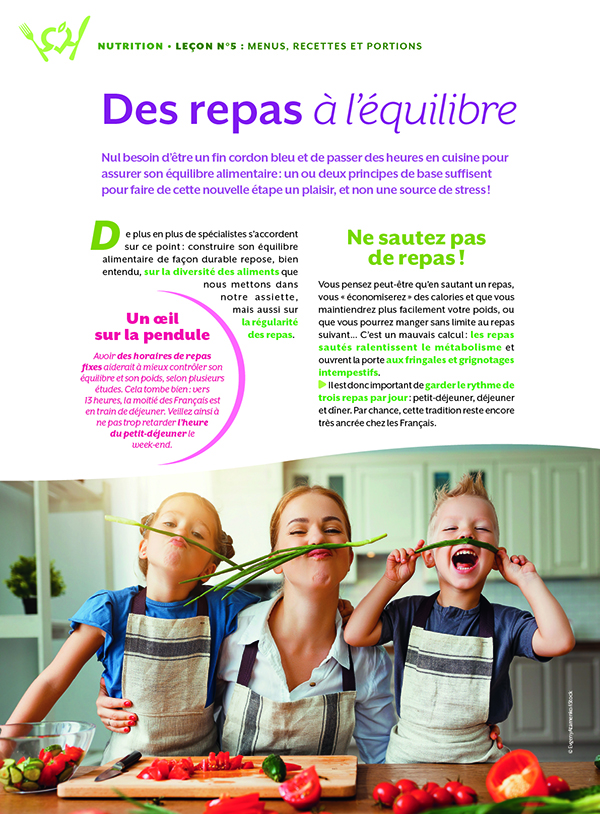 NUTRITION • LEÇON N°5 : MENUS, RECETTES ET PORTIONS
Des repas à l'équilibre
Nul besoin d'être un fin cordon bleu et de passer des heures en cuisine pour
assurer son équilibre alimentaire : un ou deux principes de base suffisent
pour faire de cette nouvelle étape un plaisir, et non une source de stress !
De plus en plus de spécialistes s'accordent
sur ce point : construire son équilibre
alimentaire de façon durable repose, bien
entendu, sur la diversité des aliments que
nous mettons dans
notre assiette,
mais aussi sur
la régularité
des repas.
Un œil
sur la pendule
Avoir des horaires de repas
fixes aiderait à mieux contrôler son
équilibre et son poids, selon plusieurs
études. Cela tombe bien : vers
13 heures, la moitié des Français est
en train de déjeuner. Veillez ainsi à
ne pas trop retarder l'heure
du petit-déjeuner le
week-end.
Ne sautez pas
de repas !
Vous pensez peut-être qu'en sautant un repas,
vous « économiserez » des calories et que vous
maintiendrez plus facilement votre poids, ou
que vous pourrez manger sans limite au repas
suivant... C'est un mauvais calcul : les repas
sautés ralentissent le métabolisme et
ouvrent la porte aux fringales et grignotages
intempestifs.
Il est donc important de garder le rythme de
trois repas par jour : petit-déjeuner, déjeuner
et dîner. Par chance, cette tradition reste encore
très ancrée chez les Français.